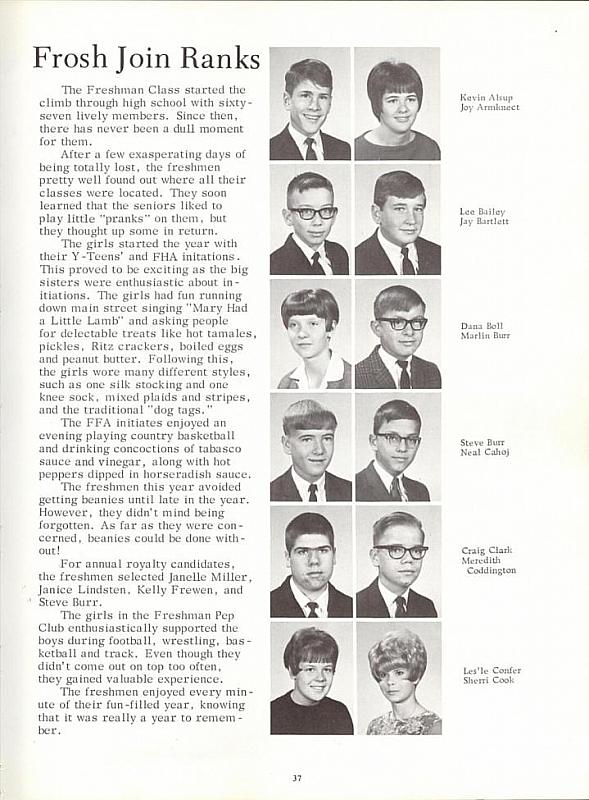 Frosh Join Ranks
The Freshman Class started the
climb through high school with sixty-
seven lively members. Since then,
there has never been a dull moment
for them.
After a few exasperating days of
being totally lost, the freshmen
pretty well found out where all their
classes were located. They soon
learned that the seniors liked to
play little "pranks" on them, but
they thought up some in return.
The girls started the year with
their Y-Teens' and FHA initations.
This proved to be exciting as the big
sisters were enthusiastic about in-
itiations. The girls had fun running
down main street singing "Mary Had
a Little Lamb" and asking people
for delectable treats like hot tamales,
pickles, Ritz crackers, boiled eggs
and peanut butter. Following this,
the girls wore many different styles,
such as one silk stocking and one
knee sock, mixed plaids and stripes,
and the traditional "dog tags."
The FFA initiates enjoyed an
evening playing country basketball
and drinking concoctions of tabasco
sauce and vinegar, along with hot
peppers dipped in horseradish sauce.
The freshmen this year avoided
getting beanies until late in the year.
However, they didn't mind being
forgotten. As far as they were con-
cerned, beanies could be done with-
out!
For annual royalty candidates,
the freshmen selected Janelle Miller,
Janice Lindsten, Kelly Frewen, and
Steve Burr.
The girls in the Freshman Pep
Club enthusiastically supported the
boys during football, wrestling, bas-
ketball and track. Even though they
didn't come out on top too often,
they gained valuable experience.
The freshmen enjoyed every min-
ute of their fun-filled year, knowing
that it was really a year to remem-
ber.
Kevin Alsup
Joy Armknect
Lee Bailey
Jay Bartlett
Dana Boll
Marlin Burr
Steve Burr
Neal Cahoj
Craig Clark
Meredith
Coddington
Les'le Confer
Sherri Cook
37